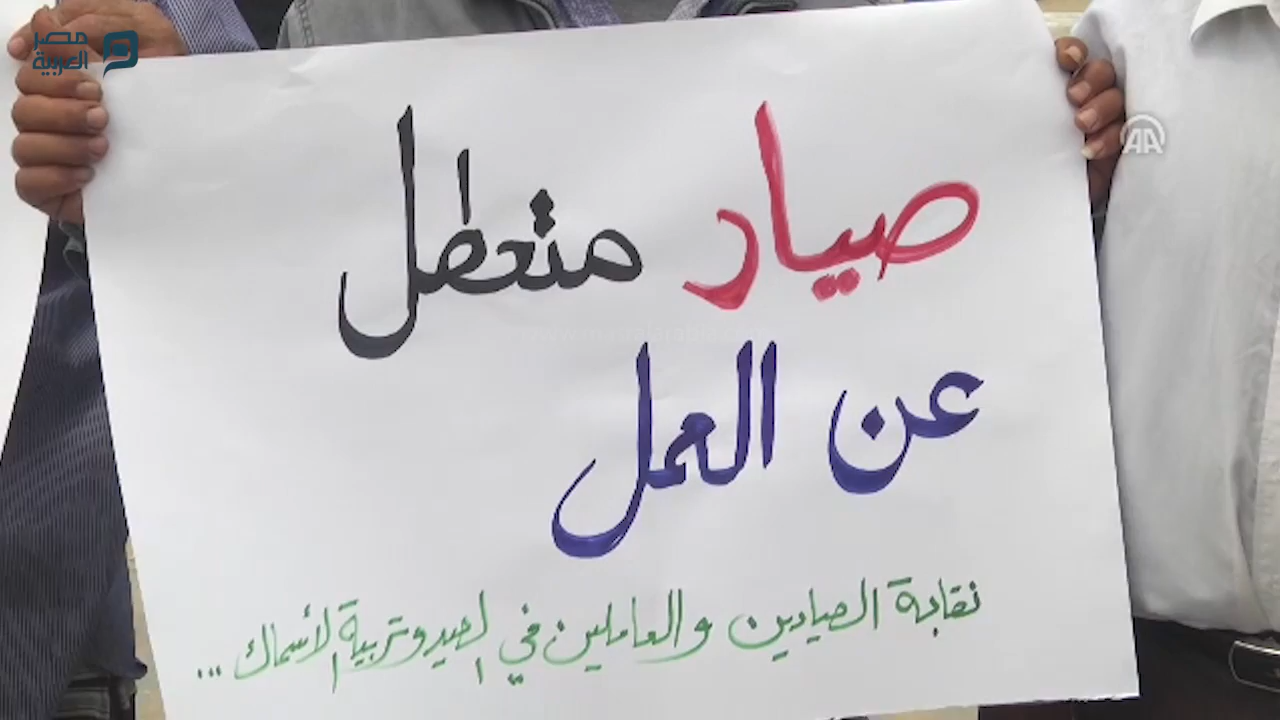 مصر
العربية
AA
صياد متعطل
عن العمل
نقابة الصيادين والعاملين في الصيد وتربية الأسماك ...